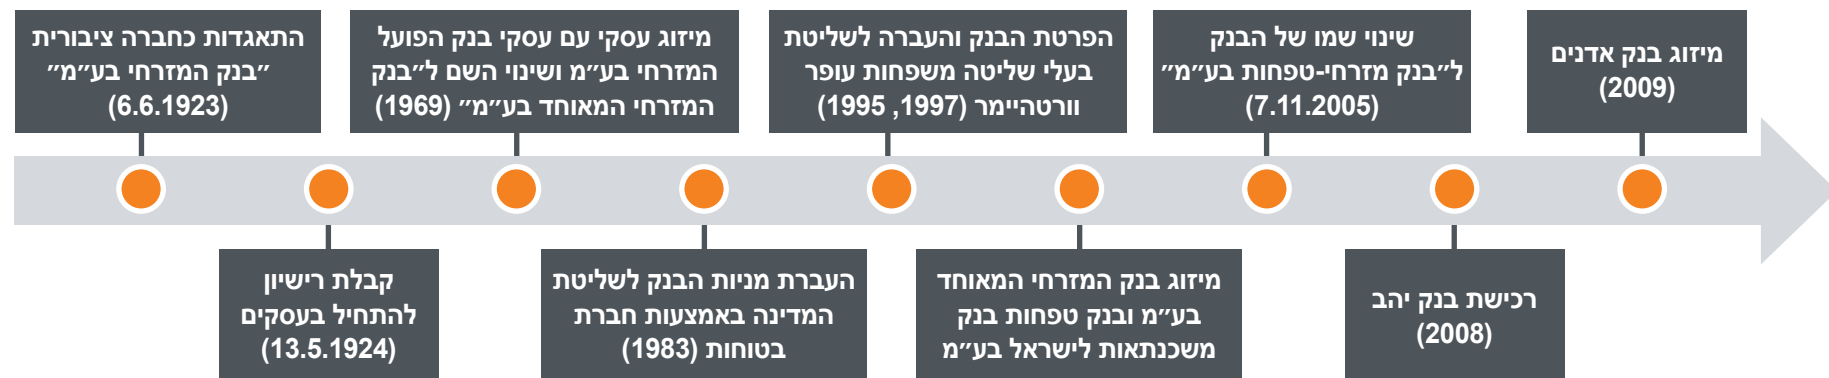 התאגדות כחברה ציבורית
״בנק המזרחי בע״מ״
(6.6.1923)
קבלת רישיון
להתחיל בעסקים
(13.5.1924)
מיזוג עסקי עם עסקי בנק הפועל
המזרחי בע״מ ושינוי השם ל״בנק
המזרחי המאוחד בע״מ״ (1969)
העברת מניות הבנק לשליטת
המדינה באמצעות חברת
בטוחות (1983)
הפרטת הבנק והעברה לשליטת
בעלי שליטה משפחות עופר
וורטהיימר (1997, 1995)
מיזוג בנק המזרחי המאוחד
בע״מ ובנק טפחות בנק
משכנתאות לישראל בע״מ
שינוי שמו של הבנק
ל״בנק מזרחי-טפחות בע״מ״
(7.11.2005)
רכישת בנק יהב
(2008)
מיזוג בנק אדנים
(2009)